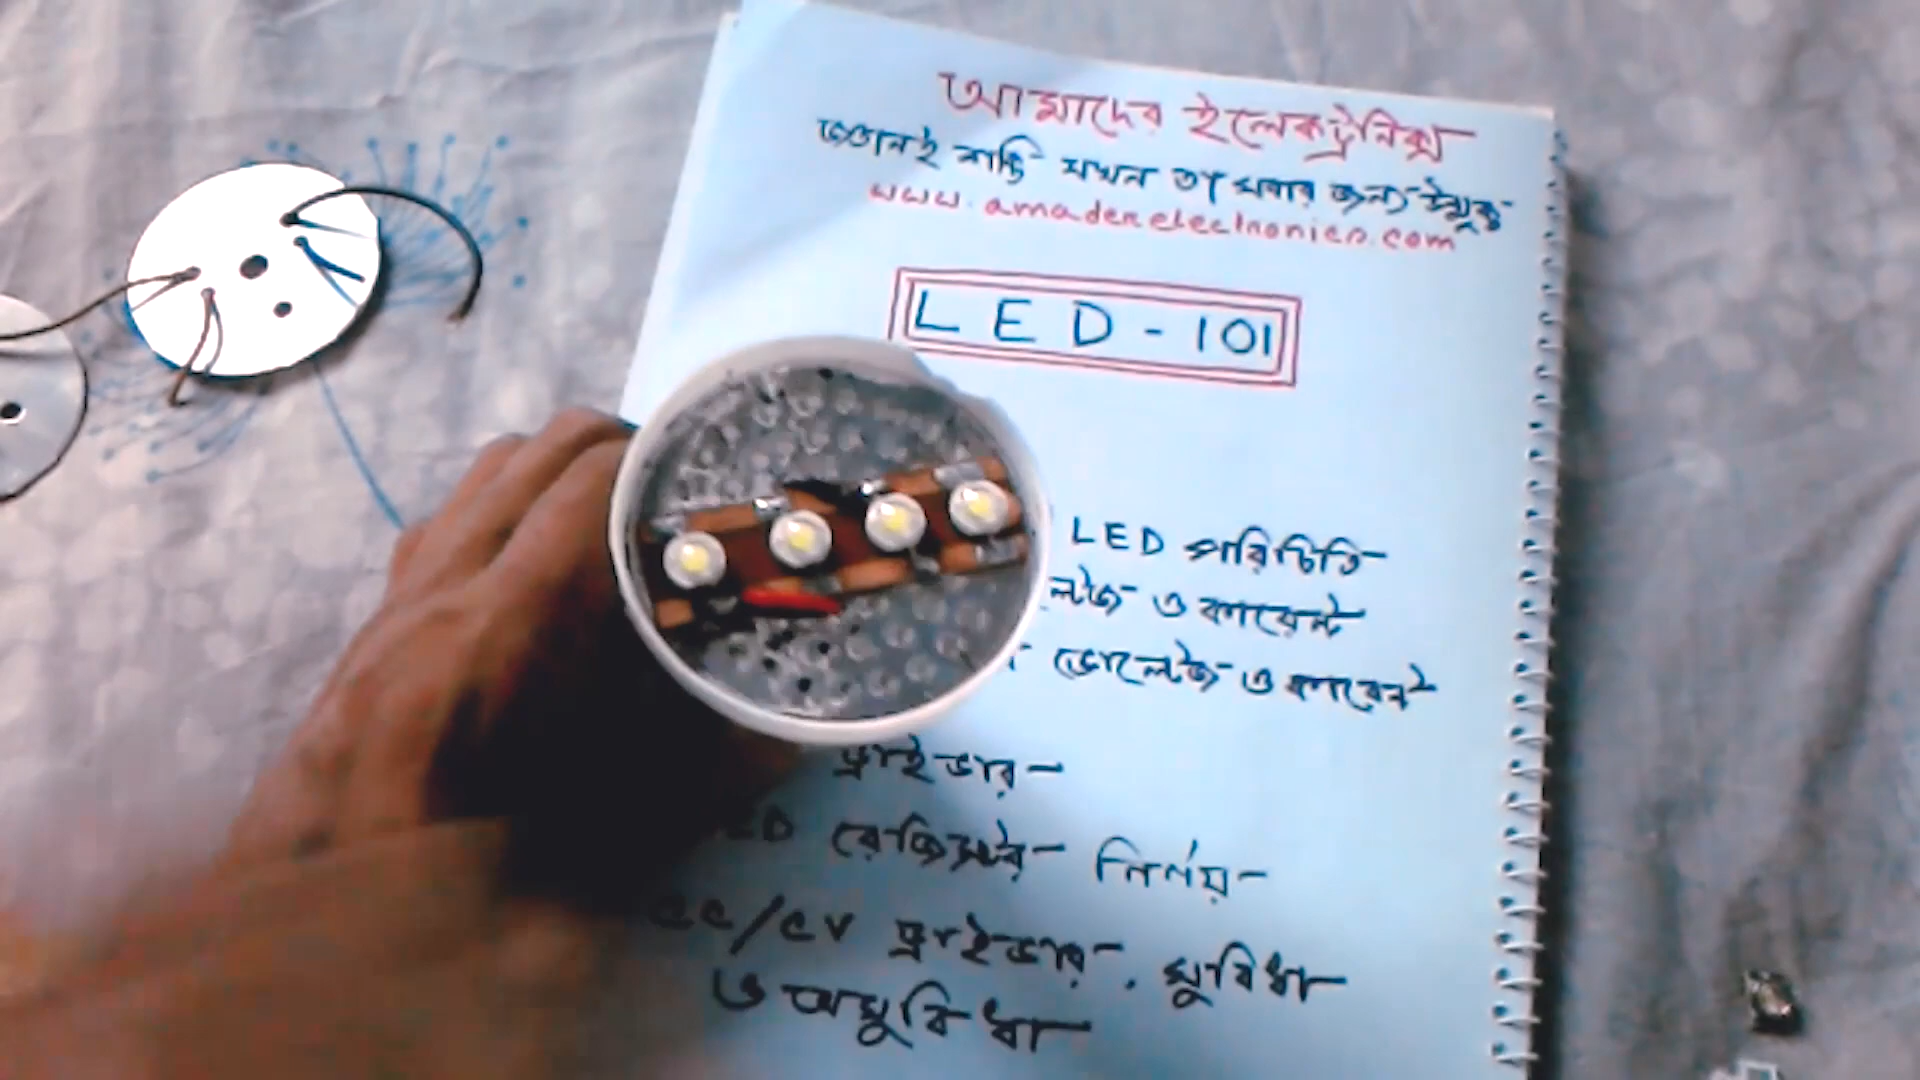 আমাদের ইলেকট্রনিক্স
জ্ঞানই শক্তি যখন তা সবার জন্য উন্মুক্ত
www.amaderelectronics.com
LED-101
LED পরিচিতি
ও কারেন্ট
ভোল্টেজ ও কারেন্ট
ড্রাইভার
রেজিস্টর নির্ণয়
CC/CV ড্রাইভার, সুবিধা
ও অসুবিধা